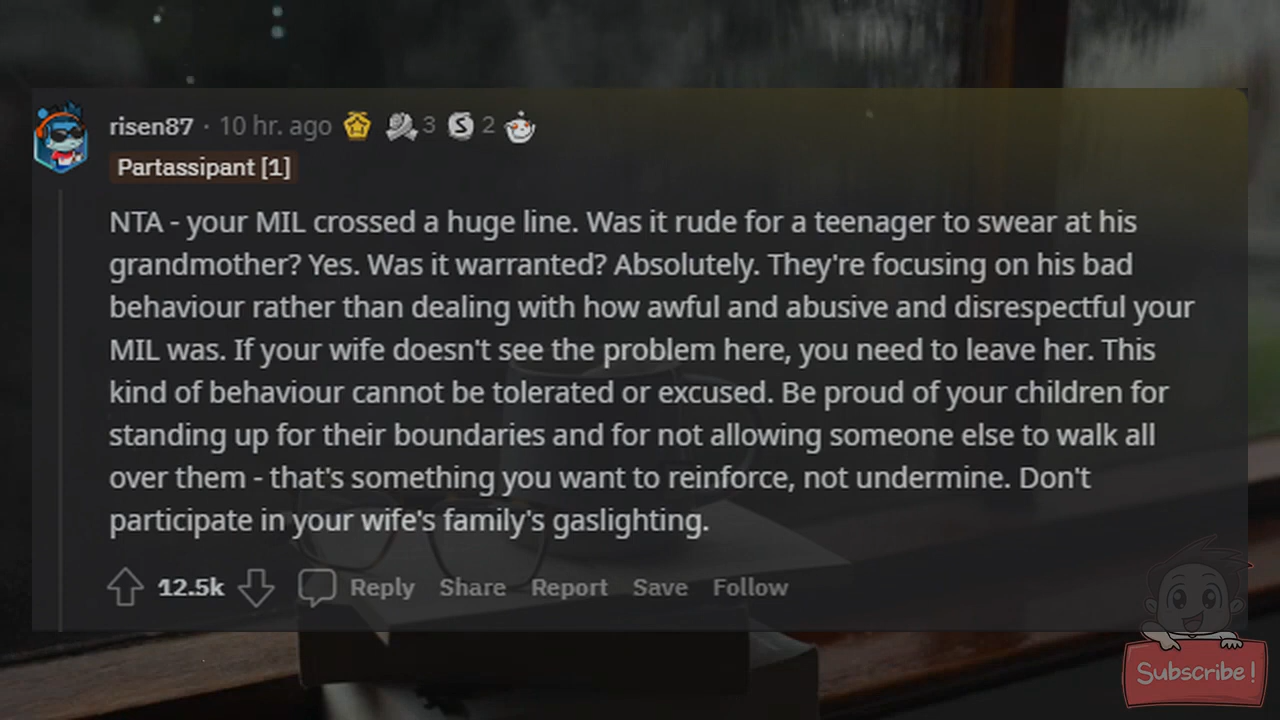 risen87 · 10 hr. ago 3 2
Partassipant [1]
NTA - your MIL crossed a huge line. Was it rude for a teenager to swear at his
grandmother? Yes. Was it warranted? Absolutely. They're focusing on his bad
behaviour rather than dealing with how awful and abusive and disrespectful your
MIL was. If your wife doesn't see the problem here, you need to leave her. This
kind of behaviour cannot be tolerated or excused. Be proud of your children for
standing up for their boundaries and for not allowing someone else to walk all
over them - that's something you want to reinforce, not undermine. Don't
participate in your wife's family's gaslighting.
12.5k Reply Share Report Save Follow
Subscribe!